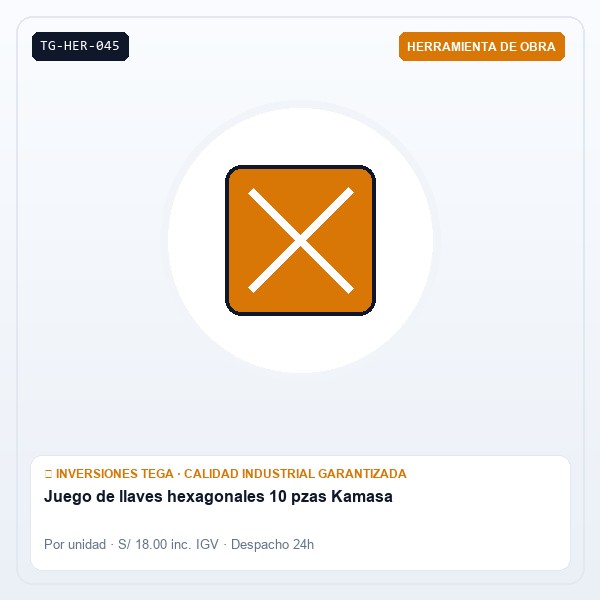 TG-HER-045
HERRAMIENTA DE OBRA
INVERSIONES TEGA · CALIDAD INDUSTRIAL GARANTIZADA
Juego de llaves hexagonales 10 pzas Kamasa
Por unidad · S/ 18.00 inc. IGV · Despacho 24h